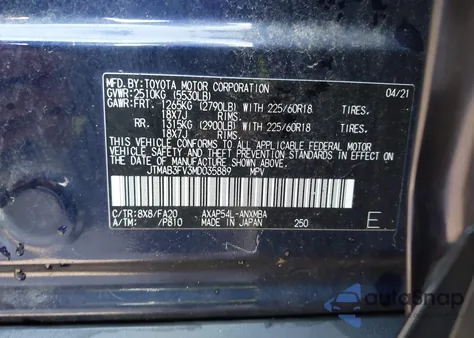 MFD. BY: TOYOTA MOTOR CORPORATION 04/21
GVWR: 2510KG (5530LB)
GAWR: FRT. 1265KG (2790LB) WITH 225/60R18 TIRES.
18X7J RIMS.
RR. 1315KG (2900LB) WITH 225/60R18 TIRES.
18X7J RIMS.
THIS VEHICLE CONFORMS TO ALL APPLICABLE FEDERAL MOTOR
VEHICLE SAFETY AND THEFT PREVENTION STANDARDS IN EFFECT ON
THE DATE OF MANUFACTURE SHOWN ABOVE.
JTMAB3FV3MD035889 MPV
C/TR: 8X8/FA20 AXAP54L-ANXMBA
A/TM: /P810 MADE IN JAPAN 250 E
autosnap